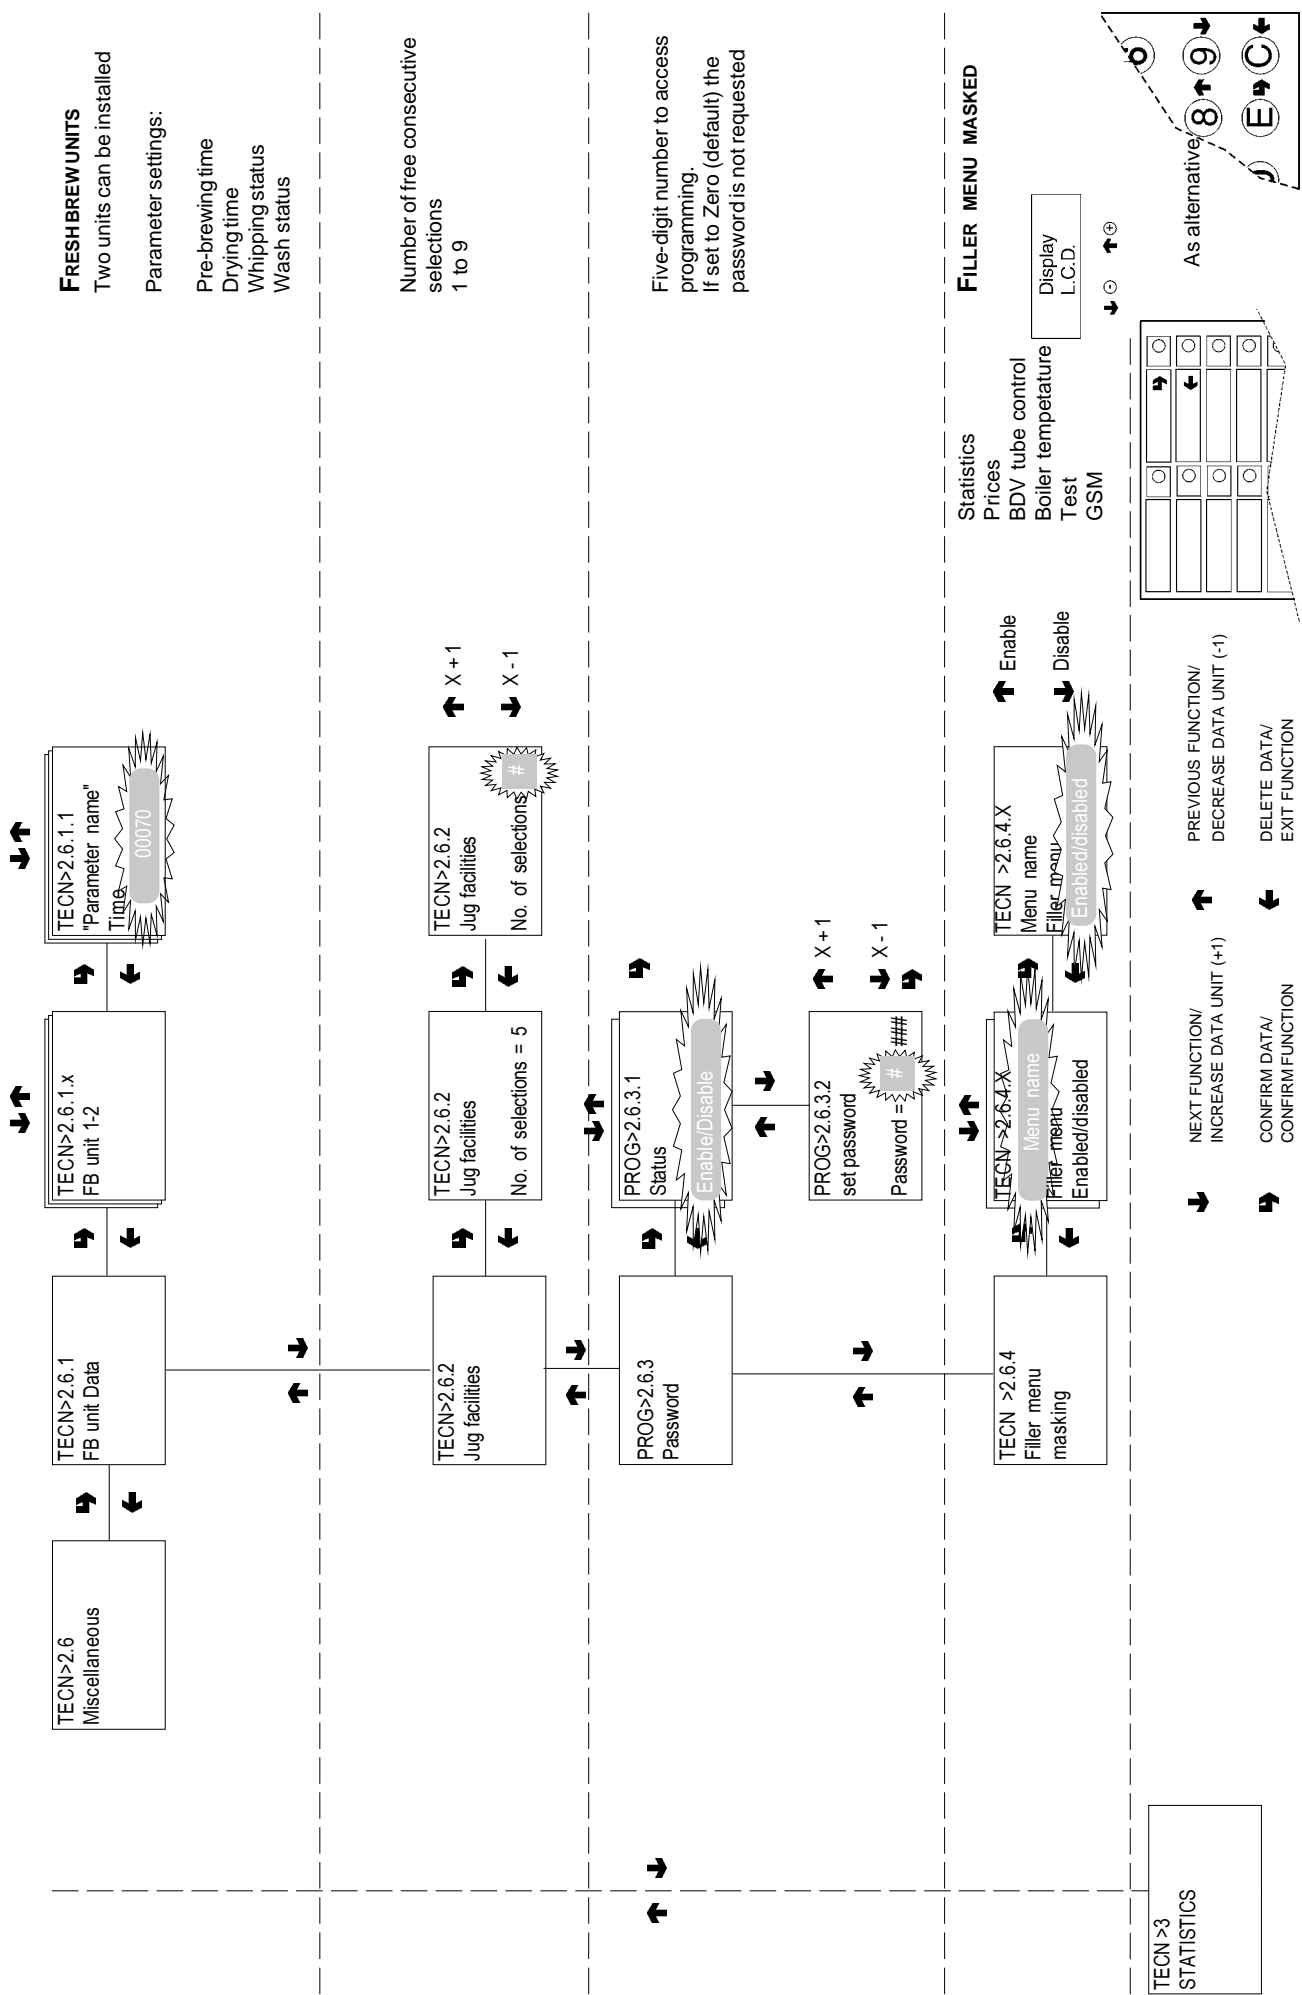 FRESH BREW UNITS
Two units can be installed
Parameter settings:
Pre-brewing time
Drying time
Whipping status
Wash status
TECN>2.6
Miscellaneous
TECN>2.6.1
FB unit Data
TECN>2.6.1.x
FB unit 1-2
TECN>2.6.1.1
"Parameter name"
Time
00070
Number of free consecutive
selections
1 to 9
TECN>2.6.2
Jug facilities
TECN>2.6.2
Jug facilities
No. of selections = 5
TECN>2.6.2
Jug facilities
No. of selections
#
X + 1
X - 1
Five-digit number to access
programming.
If set to Zero (default) the
password is not requested
PROG>2.6.3
Password
PROG>2.6.3.1
Status
Enable/Disable
PROG>2.6.3.2
set password
Password = # ###
X + 1
X - 1
FILLER MENU MASKED
Statistics
Prices
BDV tube control
Boiler tempetature
Test
GSM
TECN >2.6.4
Filler menu
masking
TECN >2.6.4.X
Menu name
Filler menu
Enabled/disabled
TECN >2.6.4.X
Menu name
Filler menu
Enabled/disabled
Enable
Disable
Display
L.C.D.
- +
As alternative
6
8 9
E C
TECN >3
STATISTICS
NEXT FUNCTION/
INCREASE DATA UNIT (+1)
PREVIOUS FUNCTION/
DECREASE DATA UNIT (-1)
CONFIRM DATA/
CONFIRM FUNCTION
DELETE DATA/
EXIT FUNCTION